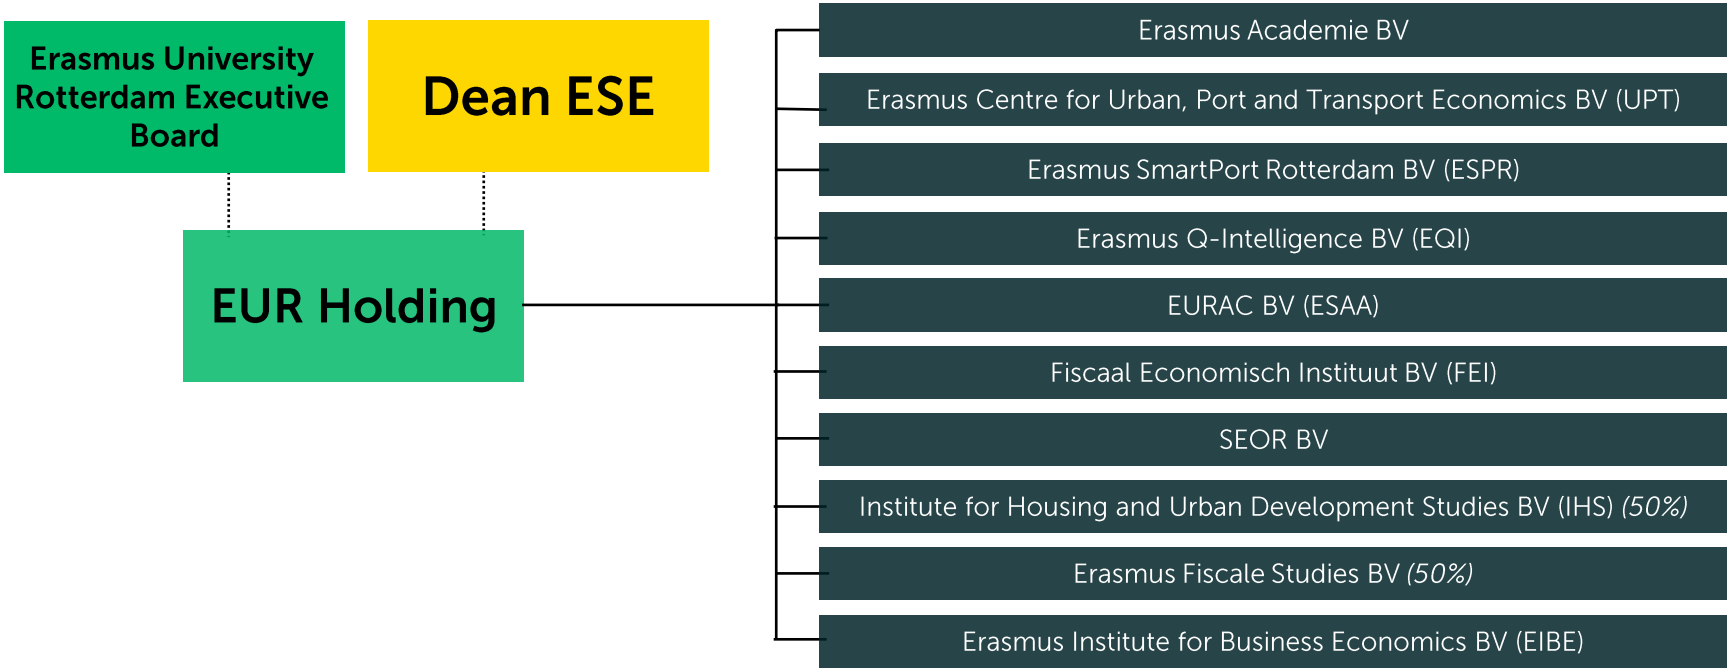 Erasmus University
Rotterdam Executive
Board
Dean ESE
EUR Holding
Erasmus Academie BV
Erasmus Centre for Urban, Port and Transport Economics BV (UPT)
Erasmus SmartPort Rotterdam BV (ESPR)
Erasmus Q-Intelligence BV (EQI)
EURAC BV (ESAA)
Fiscaal Economisch Instituut BV (FEI)
SEOR BV
Institute for Housing and Urban Development Studies BV (IHS) (50%)
Erasmus Fiscale Studies BV (50%)
Erasmus Institute for Business Economics BV (EIBE)